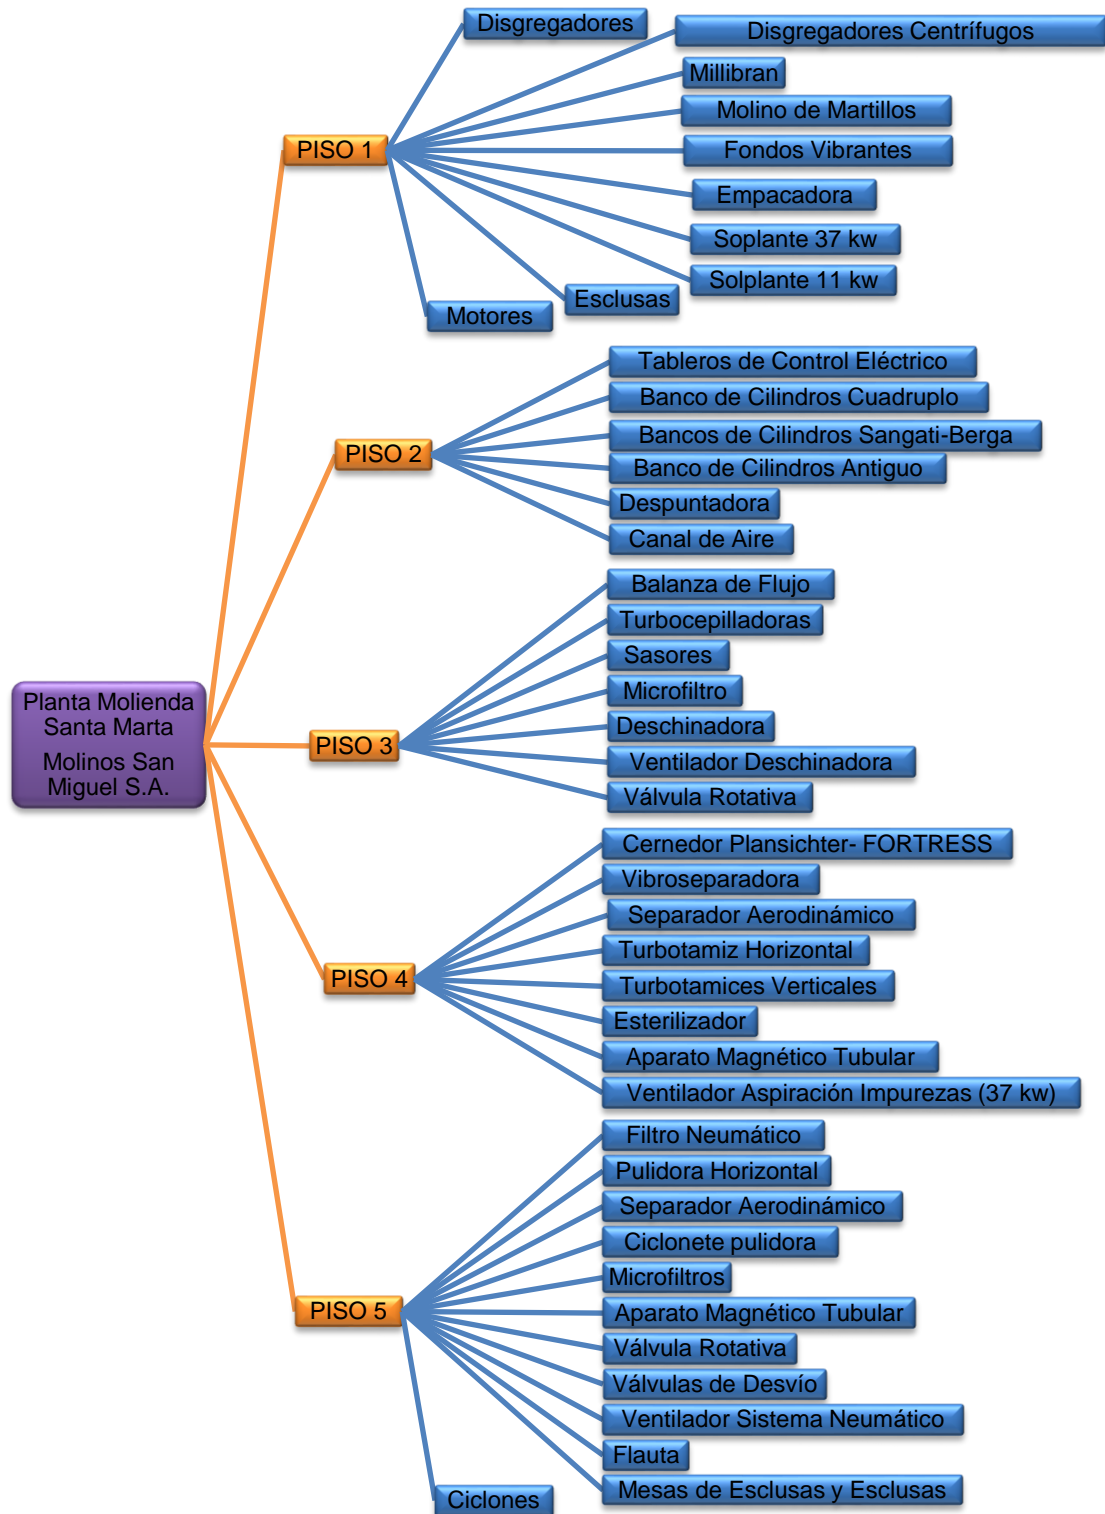 Planta Molienda
Santa Marta
Molinos San
Miguel S.A.
PISO 1
Disgregadores
Disgregadores Centrífugos
Millibran
Molino de Martillos
Fondos Vibrantes
Empacadora
Soplante 37 kw
Solplante 11 kw
Esclusas
Motores
PISO 2
Tableros de Control Eléctrico
Banco de Cilindros Cuadruplo
Bancos de Cilindros Sangati-Berga
Banco de Cilindros Antiguo
Despuntadora
Canal de Aire
PISO 3
Balanza de Flujo
Turbocepilladoras
Sasores
Microfiltro
Deschinadora
Ventilador Deschinadora
Válvula Rotativa
PISO 4
Cernedor Plansichter- FORTRESS
Vibroseparadora
Separador Aerodinámico
Turbotamiz Horizontal
Turbotamices Verticales
Esterilizador
Aparato Magnético Tubular
Ventilador Aspiración Impurezas (37 kw)
PISO 5
Filtro Neumático
Pulidora Horizontal
Separador Aerodinámico
Ciclonete pulidora
Microfiltros
Aparato Magnético Tubular
Válvula Rotativa
Válvulas de Desvío
Ventilador Sistema Neumático
Flauta
Mesas de Esclusas y Esclusas
Ciclones